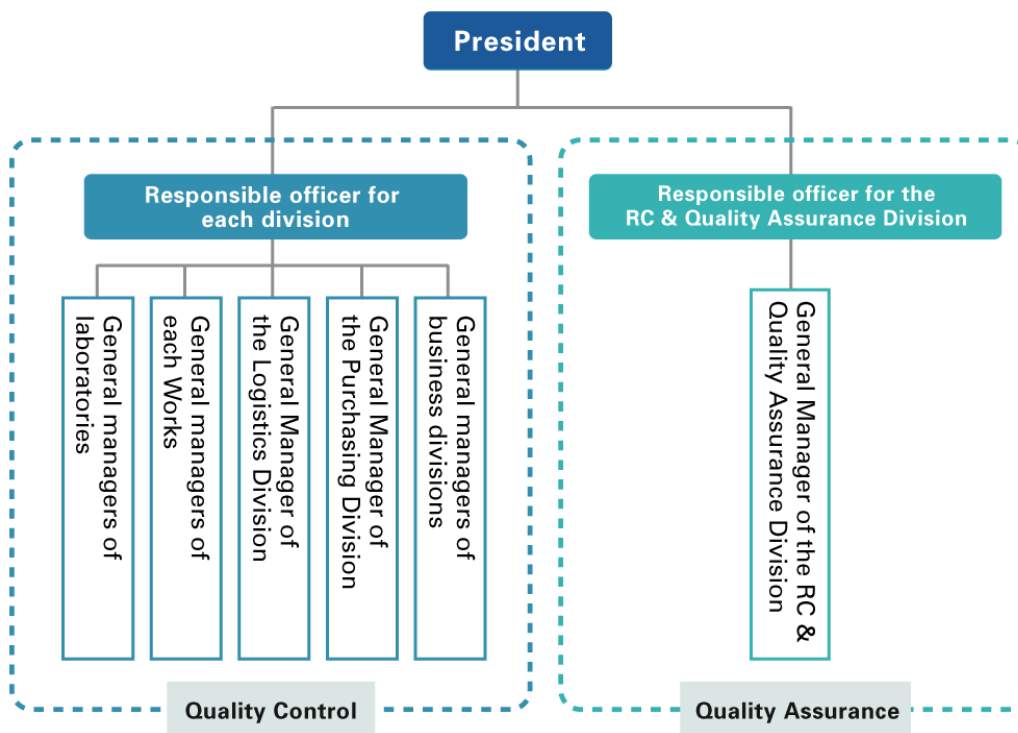 President
Responsible officer for
each division
Responsible officer for the
RC & Quality Assurance Division
General managers of
laboratories
General managers of
each Works
General Manager of
the Logistics Division
General Manager of
the Purchasing Division
General managers of
business divisions
General Manager of the RC &
Quality Assurance Division
Quality Control
Quality Assurance